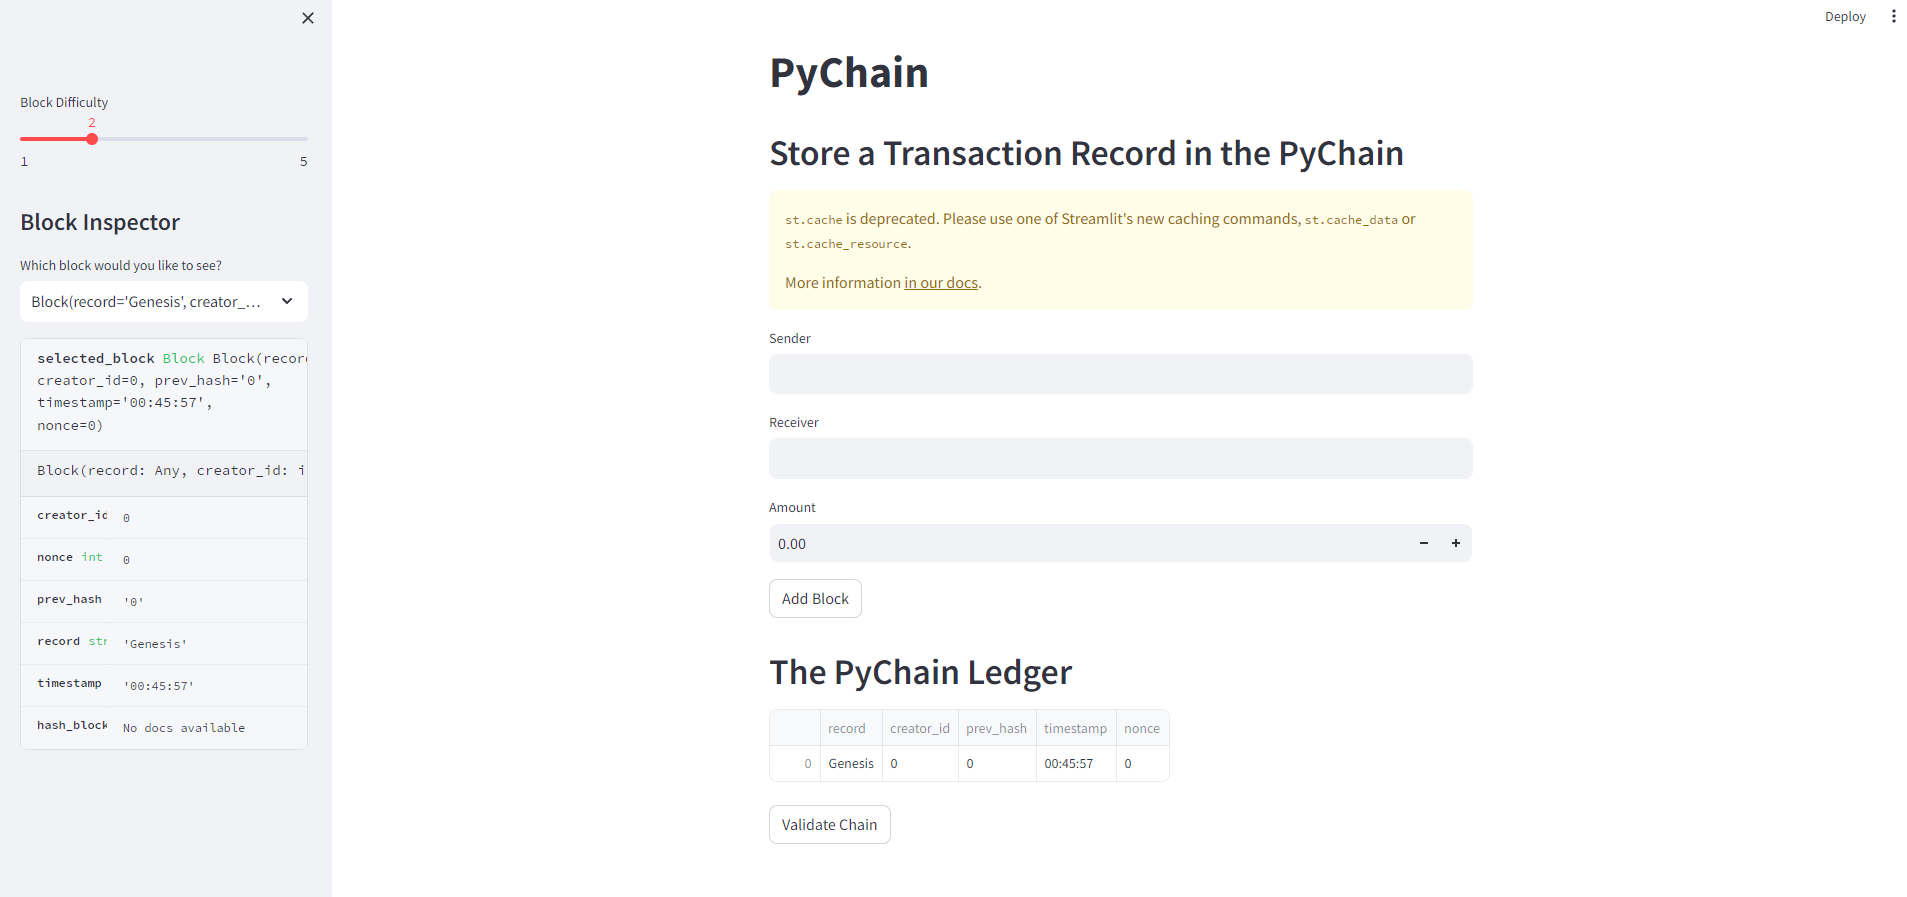 Block Difficulty
2
1
5
Block Inspector
Which block would you like to see?
Block(record='Genesis', creator_...
selected_block Block Block(recor
creator_id=0, prev_hash='0',
timestamp='00:45:57',
nonce=0)
Block(record: Any, creator_id: i
creator_id 0
nonce int 0
prev_hash '0'
record str 'Genesis'
timestamp '00:45:57'
hash_block No docs available
Deploy
PyChain
Store a Transaction Record in the PyChain
st.cache is deprecated. Please use one of Streamlit's new caching commands, st.cache_data or
st.cache_resource.
More information in our docs.
Sender
Receiver
Amount
0.00
Add Block
The PyChain Ledger
record creator_id prev_hash timestamp nonce
0 Genesis 0 0 00:45:57 0
Validate Chain